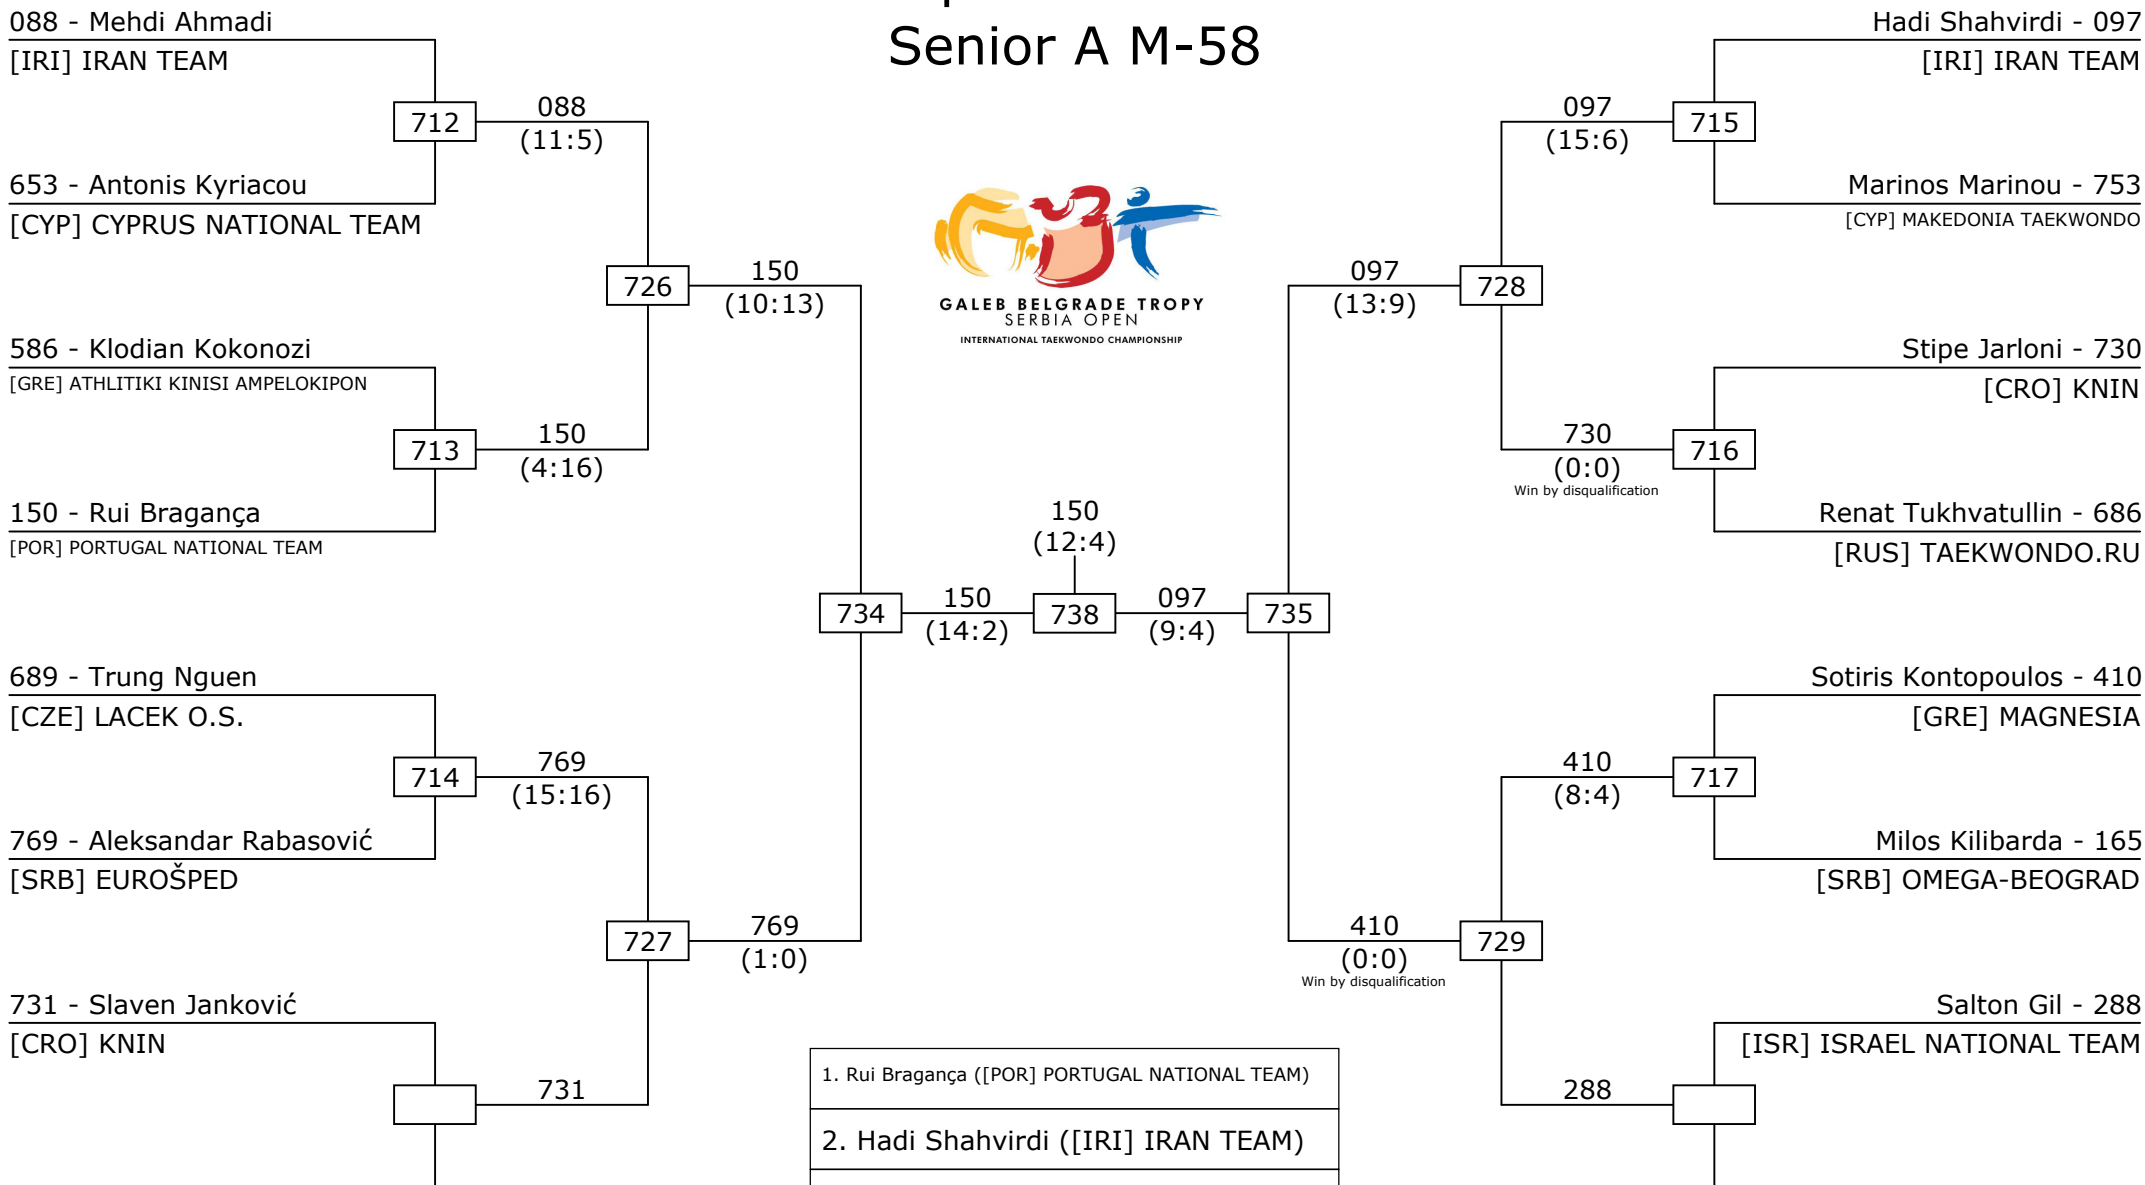 Senior A M-58
088 - Mehdi Ahmadi
[IRI] IRAN TEAM
712
088
(11:5)
653 - Antonis Kyriacou
[CYP] CYPRUS NATIONAL TEAM
726
150
(10:13)
586 - Klodian Kokonozi
[GRE] ATHLITIKI KINISI AMPELOKIPON
713
150
(4:16)
150 - Rui Bragança
[POR] PORTUGAL NATIONAL TEAM
734
150
(14:2)
689 - Trung Nguen
[CZE] LACEK O.S.
714
769
(15:16)
769 - Aleksandar Rabasović
[SRB] EUROŠPED
727
769
(1:0)
731 - Slaven Janković
[CRO] KNIN
731
GALEB BELGRADE TROPY
SERBIA OPEN
INTERNATIONAL TAEKWONDO CHAMPIONSHIP
150
(12:4)
738
Hadi Shahvirdi - 097
[IRI] IRAN TEAM
097
(15:6)
715
Marinos Marinou - 753
[CYP] MAKEDONIA TAEKWONDO
097
(13:9)
728
Stipe Jarloni - 730
[CRO] KNIN
730
(0:0)
Win by disqualification
716
Renat Tukhvatullin - 686
[RUS] TAEKWONDO.RU
097
(9:4)
735
Sotiris Kontopoulos - 410
[GRE] MAGNESIA
410
(8:4)
717
Milos Kilibarda - 165
[SRB] OMEGA-BEOGRAD
410
(0:0)
Win by disqualification
729
Salton Gil - 288
[ISR] ISRAEL NATIONAL TEAM
288
1. Rui Bragança ([POR] PORTUGAL NATIONAL TEAM)
2. Hadi Shahvirdi ([IRI] IRAN TEAM)